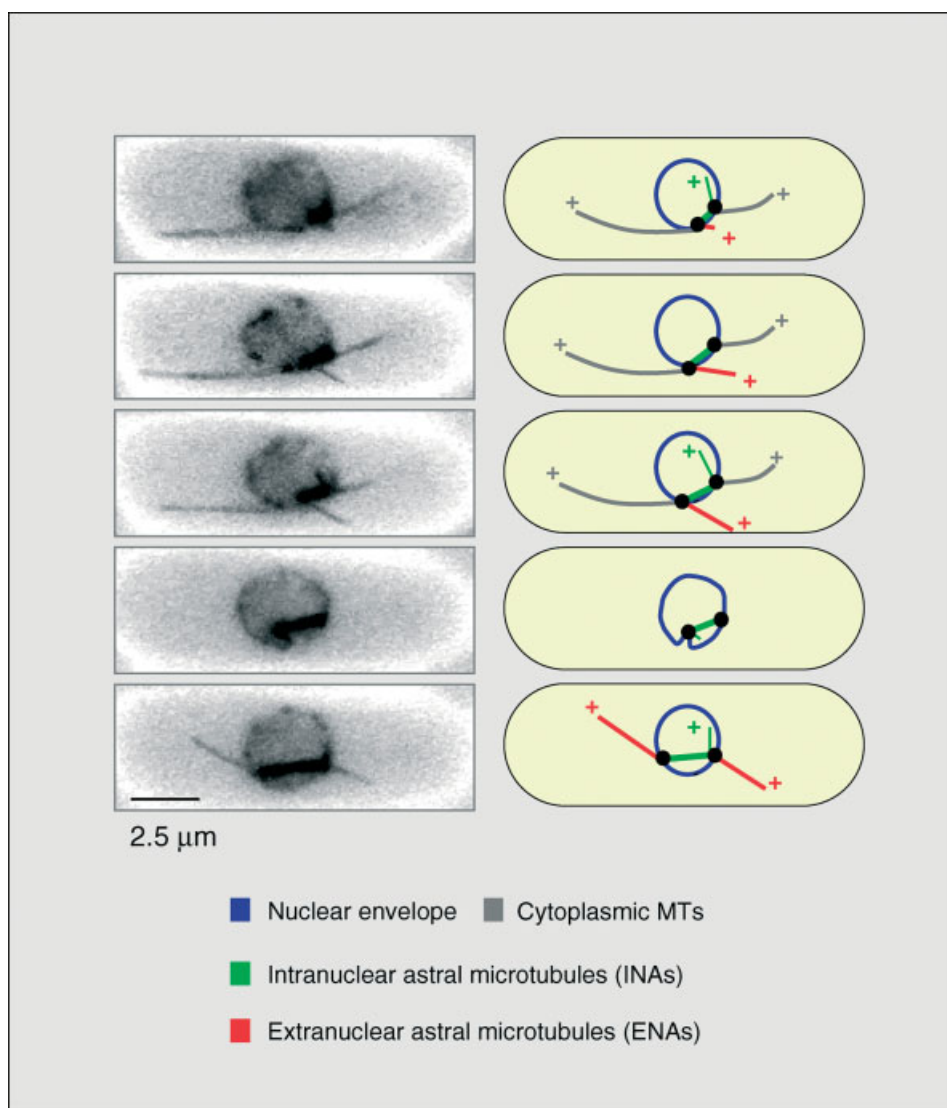 + + + +
+ + +
+ + + +
+ + +
2.5 μm
Nuclear envelope Cytoplasmic MTs
Intranuclear astral microtubules (INAs)
Extranuclear astral microtubules (ENAs)